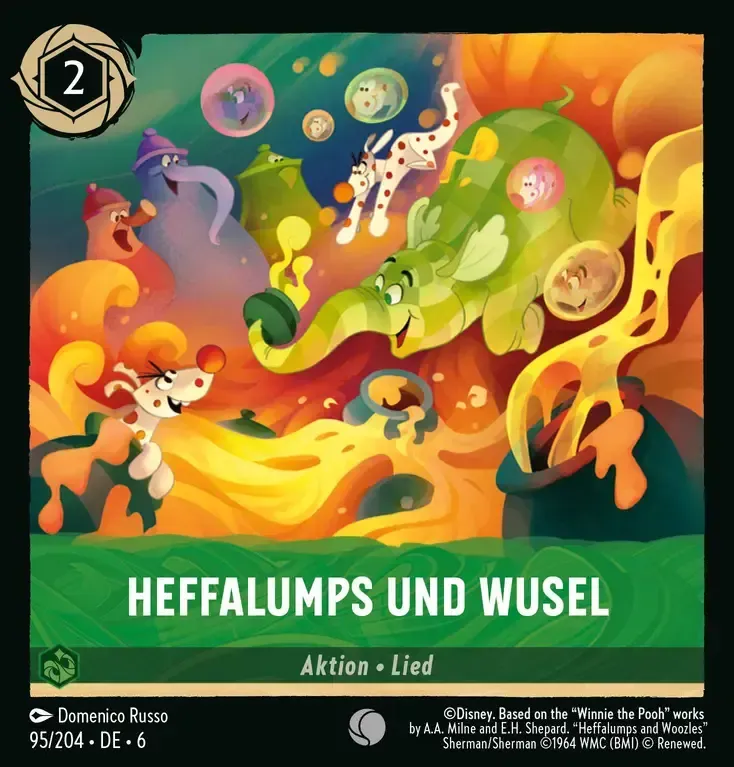 2
HEFFALUMPS UND WUSEL
Aktion • Lied
Domenico Russo
95/204 • DE • 6
©Disney. Based on the “Winnie the Pooh” works
by A.A. Milne and E.H. Shepard. “Heffalumps and Woozles”
Sherman/Sherman ©1964 WMC (BMI) © Renewed.